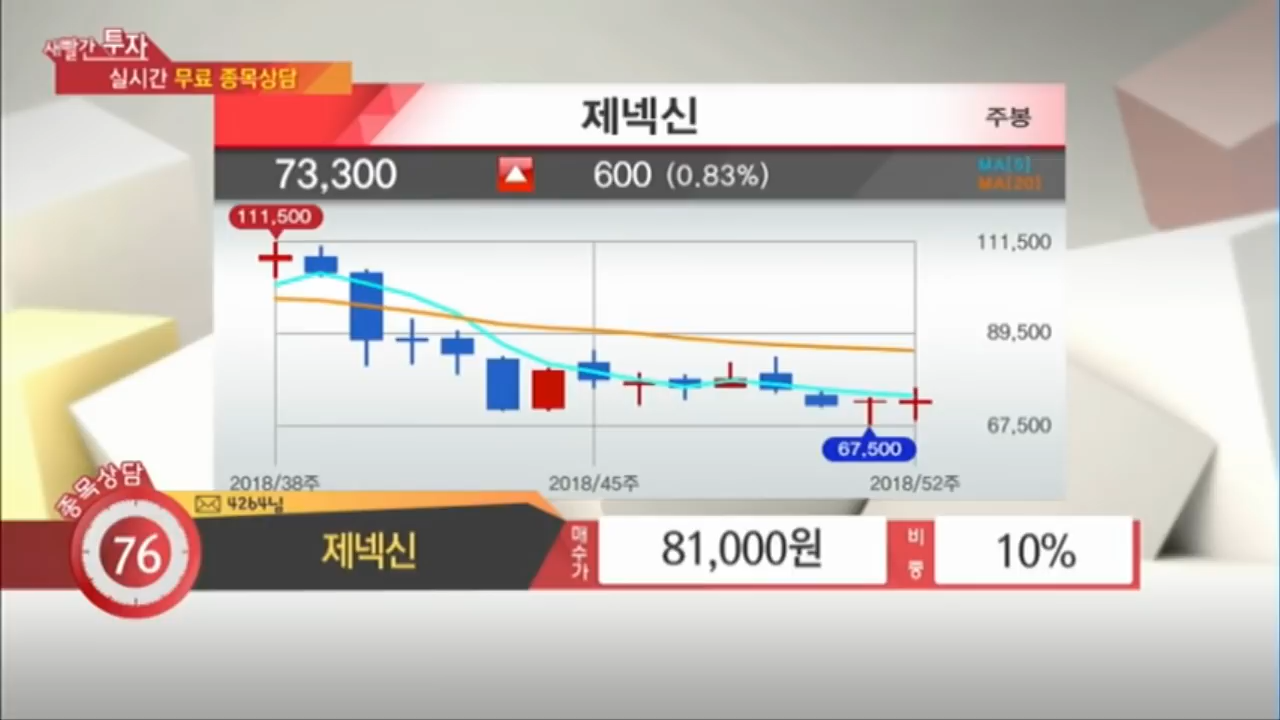 새빨간 투자
실시간 무료 종목상담
제넥신
주봉
73,300 ▲ 600 (0.83%)
MA[5]
MA[20]
111,500
111,500
89,500
67,500
67,500
2018/38주 2018/45주 2018/52주
종목상담
76
4264님
제넥신
매수가
81,000원
비중
10%